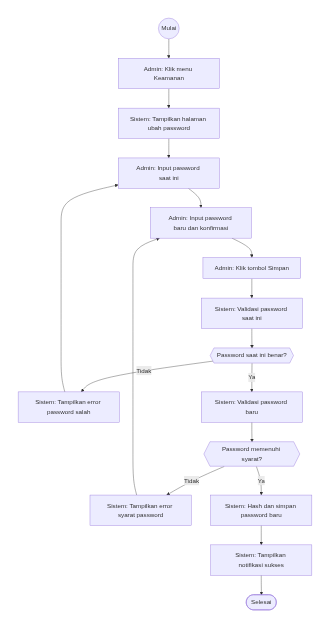 Mulai
Admin: Klik menu
Keamanan
Sistem: Tampilkan halaman
ubah password
Admin: Input password
saat ini
Admin: Input password
baru dan konfirmasi
Admin: Klik tombol Simpan
Sistem: Validasi password
saat ini
Password saat ini benar?
Tidak
Ya
Sistem: Tampilkan error
password salah
Sistem: Validasi password
baru
Password memenuhi
syarat?
Tidak
Ya
Sistem: Tampilkan error
syarat password
Sistem: Hash dan simpan
password baru
Sistem: Tampilkan
notifikasi sukses
Selesai